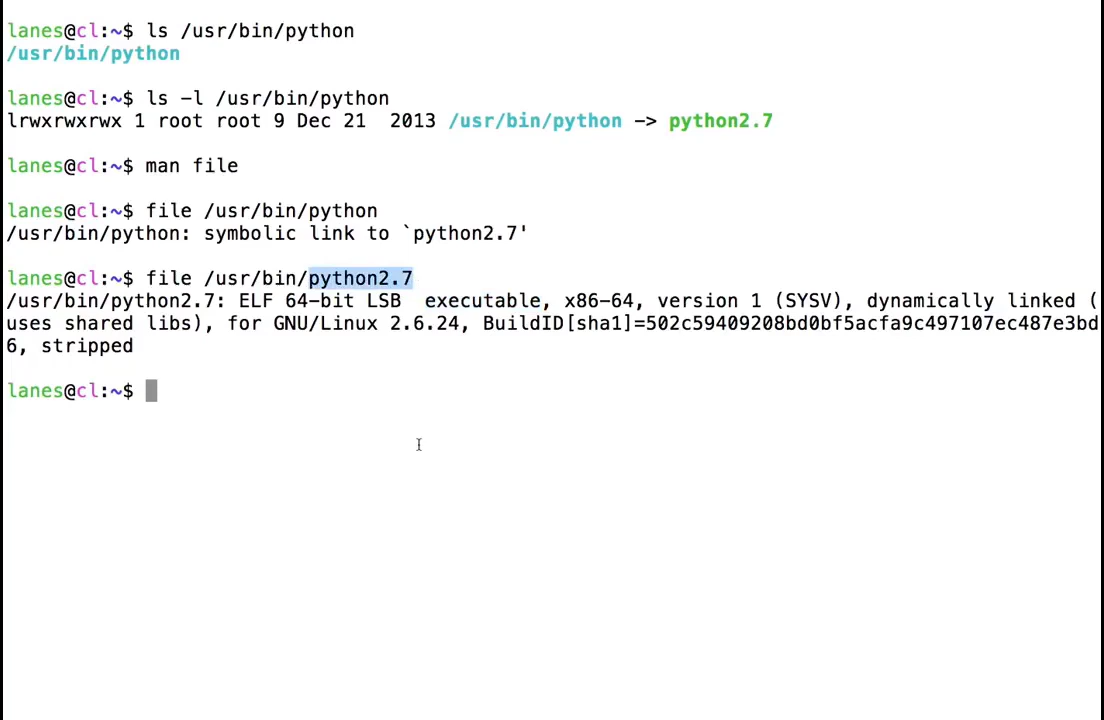 lanes@cl:~$ ls /usr/bin/python
/usr/bin/python
lanes@cl:~$ ls -l /usr/bin/python
lrwxrwxrwx 1 root root 9 Dec 21  2013 /usr/bin/python -> python2.7
lanes@cl:~$ man file
lanes@cl:~$ file /usr/bin/python
/usr/bin/python: symbolic link to `python2.7'
lanes@cl:~$ file /usr/bin/python2.7
/usr/bin/python2.7: ELF 64-bit LSB  executable, x86-64, version 1 (SYSV), dynamically linked (
uses shared libs), for GNU/Linux 2.6.24, BuildID[sha1]=502c59409208bd0bf5acfa9c497107ec487e3bd
6, stripped
lanes@cl:~$